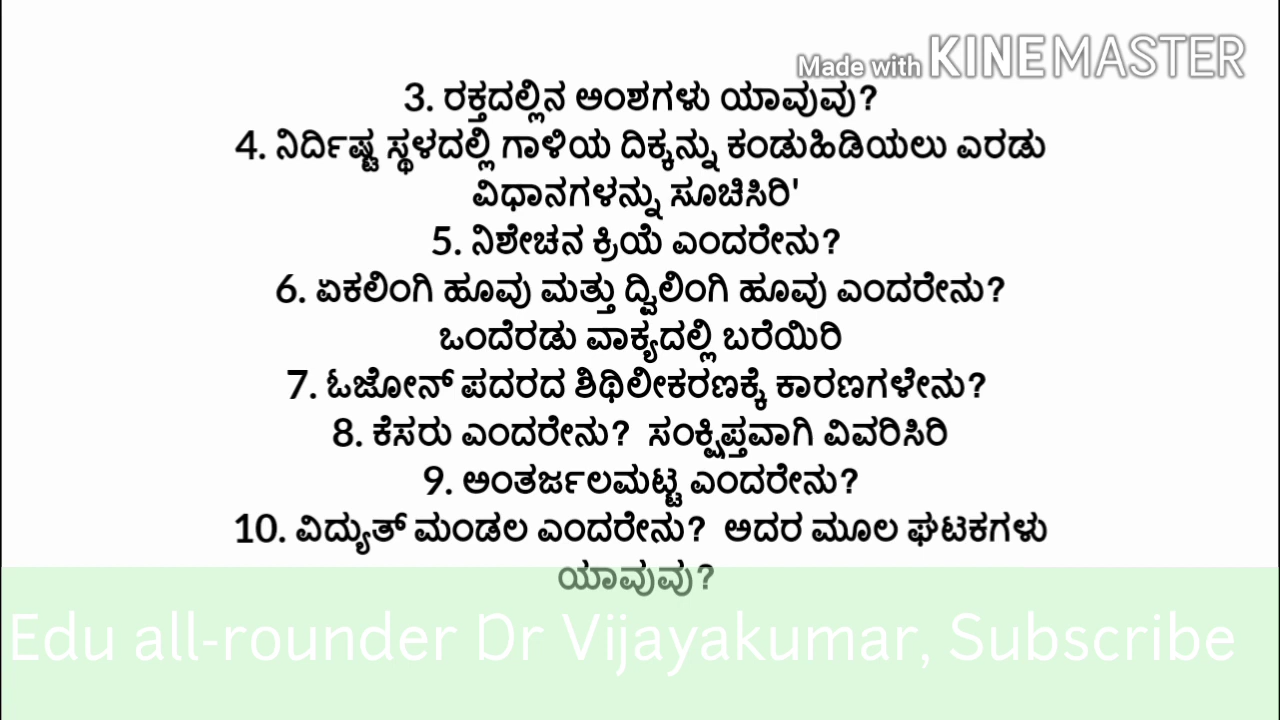 Made with KINEMASTER
3. ರಕ್ತದಲ್ಲಿನ ಅಂಶಗಳು ಯಾವುವು?
4. ನಿರ್ದಿಷ್ಟ ಸ್ಥಳದಲ್ಲಿ ಗಾಳಿಯ ದಿಕ್ಕನ್ನು ಕಂಡುಹಿಡಿಯಲು ಎರಡು
ವಿಧಾನಗಳನ್ನು ಸೂಚಿಸಿರಿ'
5. ನಿಶೇಚನ ಕ್ರಿಯೆ ಎಂದರೇನು?
6. ಏಕಲಿಂಗಿ ಹೂವು ಮತ್ತು ದ್ವಿಲಿಂಗಿ ಹೂವು ಎಂದರೇನು?
ಒಂದೆರಡು ವಾಕ್ಯದಲ್ಲಿ ಬರೆಯಿರಿ
7. ಓಜೋನ್ ಪದರದ ಶಿಥಿಲೀಕರಣಕ್ಕೆ ಕಾರಣಗಳೇನು?
8. ಕೆಸರು ಎಂದರೇನು? ಸಂಕ್ಷಿಪ್ತವಾಗಿ ವಿವರಿಸಿರಿ
9. ಅಂತರ್ಜಲಮಟ್ಟ ಎಂದರೇನು?
10. ವಿದ್ಯುತ್ ಮಂಡಲ ಎಂದರೇನು? ಅದರ ಮೂಲ ಘಟಕಗಳು
ಯಾವುವು?
Edu all-rounder Dr Vijayakumar, Subscribe